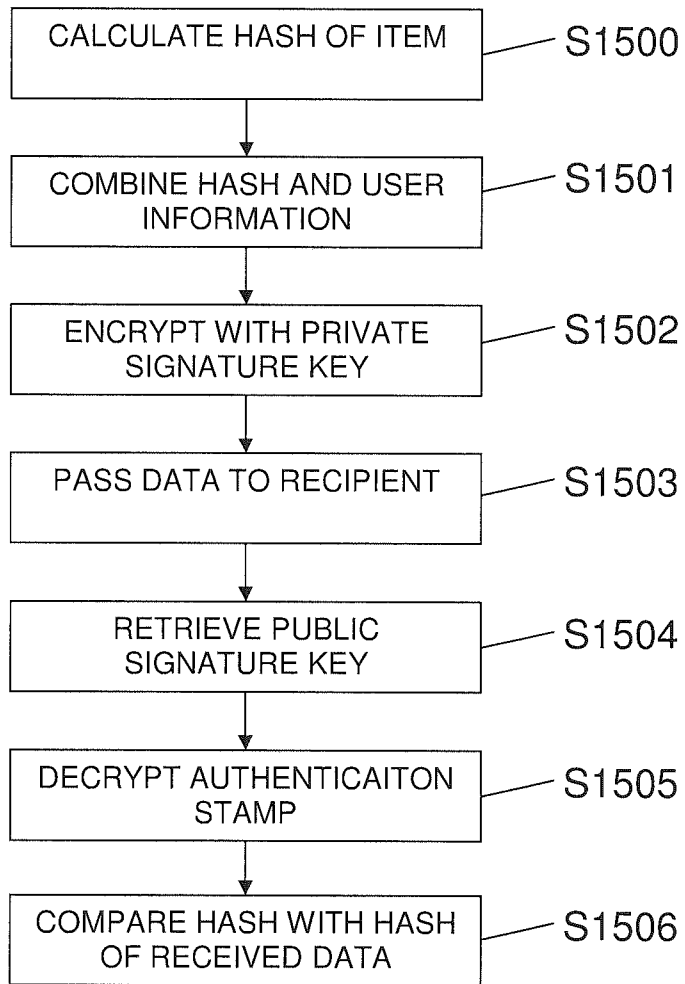 CALCULATE HASH OF ITEM
S1500
COMBINE HASH AND USER
INFORMATION
S1501
ENCRYPT WITH PRIVATE
SIGNATURE KEY
S1502
PASS DATA TO RECIPIENT
S1503
RETRIEVE PUBLIC
SIGNATURE KEY
S1504
DECRYPT AUTHENTICAITON
STAMP
S1505
COMPARE HASH WITH HASH
OF RECEIVED DATA
S1506